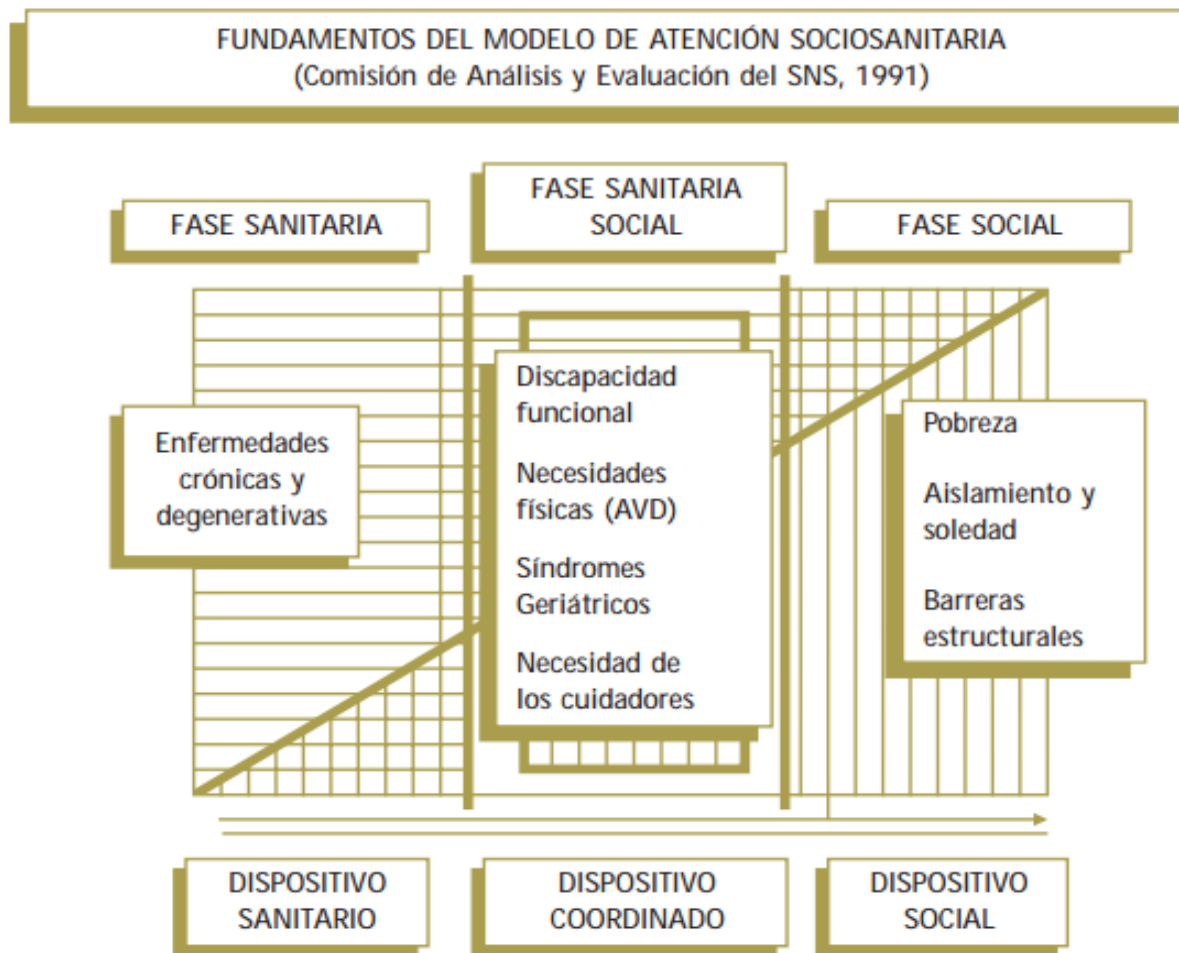 FUNDAMENTOS DEL MODELO DE ATENCIÓN SOCIOSANITARIA
(Comisión de Análisis y Evaluación del SNS, 1991)
FASE SANITARIA
FASE SANITARIA
SOCIAL
FASE SOCIAL
Enfermedades
crónicas y
degenerativas
Discapacidad
funcional
Necesidades
físicas (AVD)
Síndromes
Geriátricos
Necesidad de
los cuidadores
Pobreza
Aislamiento y
soledad
Barreras
estructurales
DISPOSITIVO
SANITARIO
DISPOSITIVO
COORDINADO
DISPOSITIVO
SOCIAL